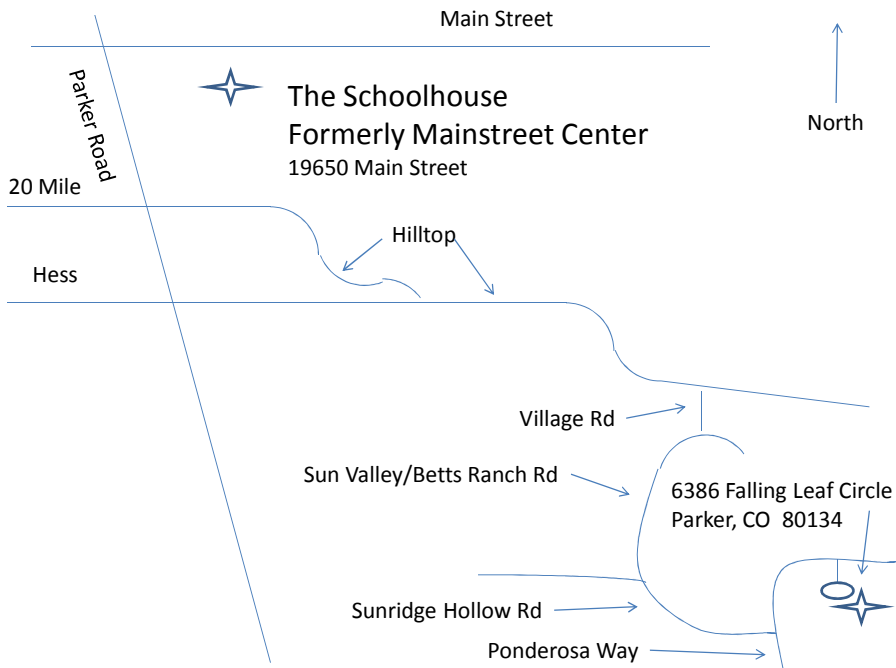 Main Street
Parker Road
The Schoolhouse
Formerly Mainstreet Center
19650 Main Street
North
20 Mile
Hilltop
Hess
Village Rd
Sun Valley/Betts Ranch Rd
6386 Falling Leaf Circle
Parker, CO  80134
Sunridge Hollow Rd
Ponderosa Way